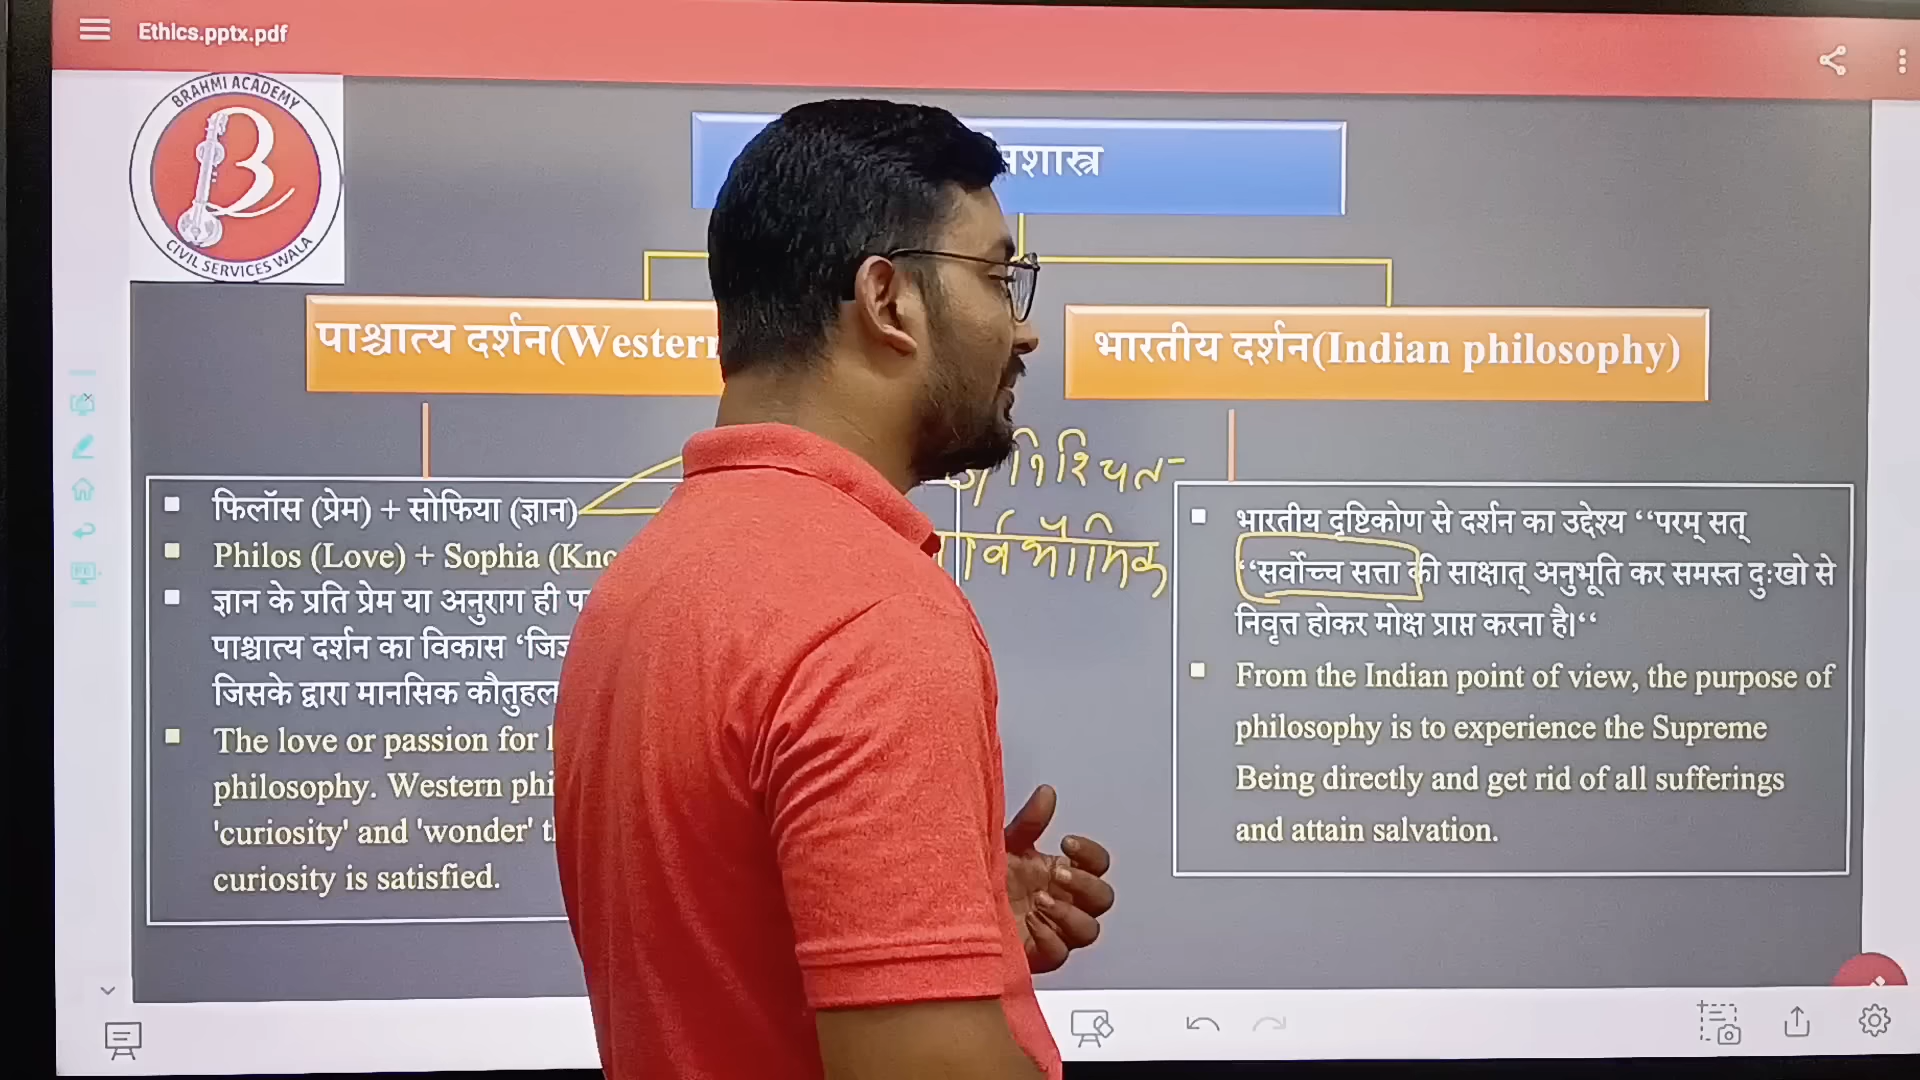 Ethics.pptx.pdf
BRAHMI ACADEMY
CIVIL SERVICES WALA
पाश्चात्य दर्शन(Western
भारतीय दर्शन(Indian philosophy)
फिलॉस (प्रेम) + सोफिया (ज्ञान)
Philos (Love) + Sophia
ज्ञान के प्रति प्रेम या अनुराग ही
पाश्चात्य दर्शन का विकास
जिसके द्वारा मानसिक कौतुहल
The love or passion for
philosophy. Western
'curiosity' and 'wonder'
curiosity is satisfied.
भारतीय दृष्टिकोण से दर्शन का उद्देश्य ‘‘परम् सत्
‘‘सर्वोच्च सत्ता की साक्षात् अनुभूति कर समस्त दुःखो से
निवृत्त होकर मोक्ष प्राप्त करना है।‘‘
From the Indian point of view, the purpose of
philosophy is to experience the Supreme
Being directly and get rid of all sufferings
and attain salvation.